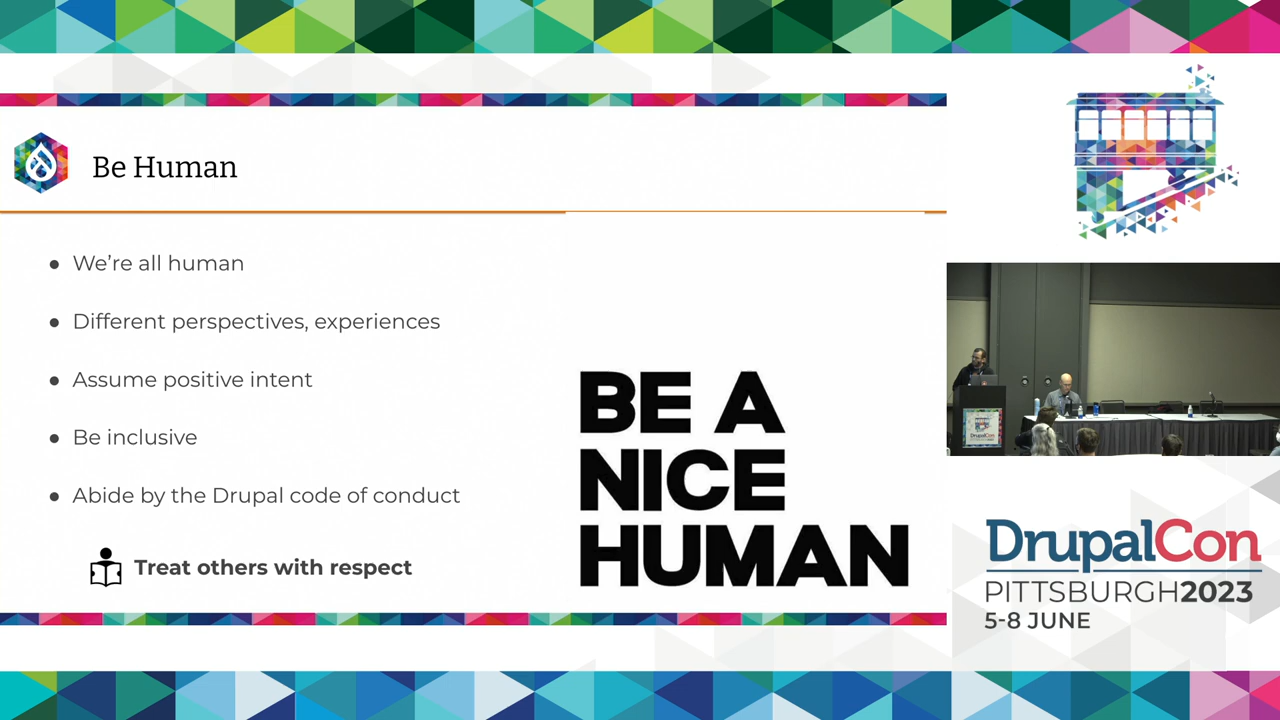 Be Human
We’re all human
Different perspectives, experiences
Assume positive intent
Be inclusive
Abide by the Drupal code of conduct
Treat others with respect
BE A
NICE
HUMAN
DrupalCon
DrupalCon
PITTSBURGH2023
5-8 JUNE